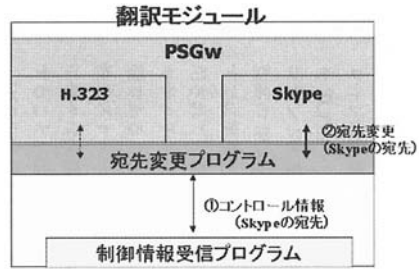 翻訳モジュール
PSGw
H.323
Skype
②宛先変更
(Skypeの宛先)
宛先変更プログラム
①コントロール情報
(Skypeの宛先)
制御情報受信プログラム